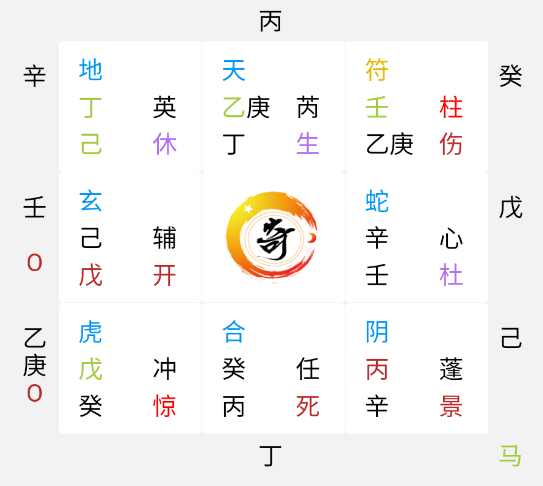 丙
辛 癸
地 天 符
丁 英 乙庚 芮 壬 柱
己 休 丁 生 乙庚 伤
壬 戊
玄 蛇
己 辅 辛 心
奇
O
戊 开 壬 杜
虎 合 阴
乙
庚 己
戊 冲 癸 任 丙 蓬
O
癸 惊 丙 死 辛 景
丁 马